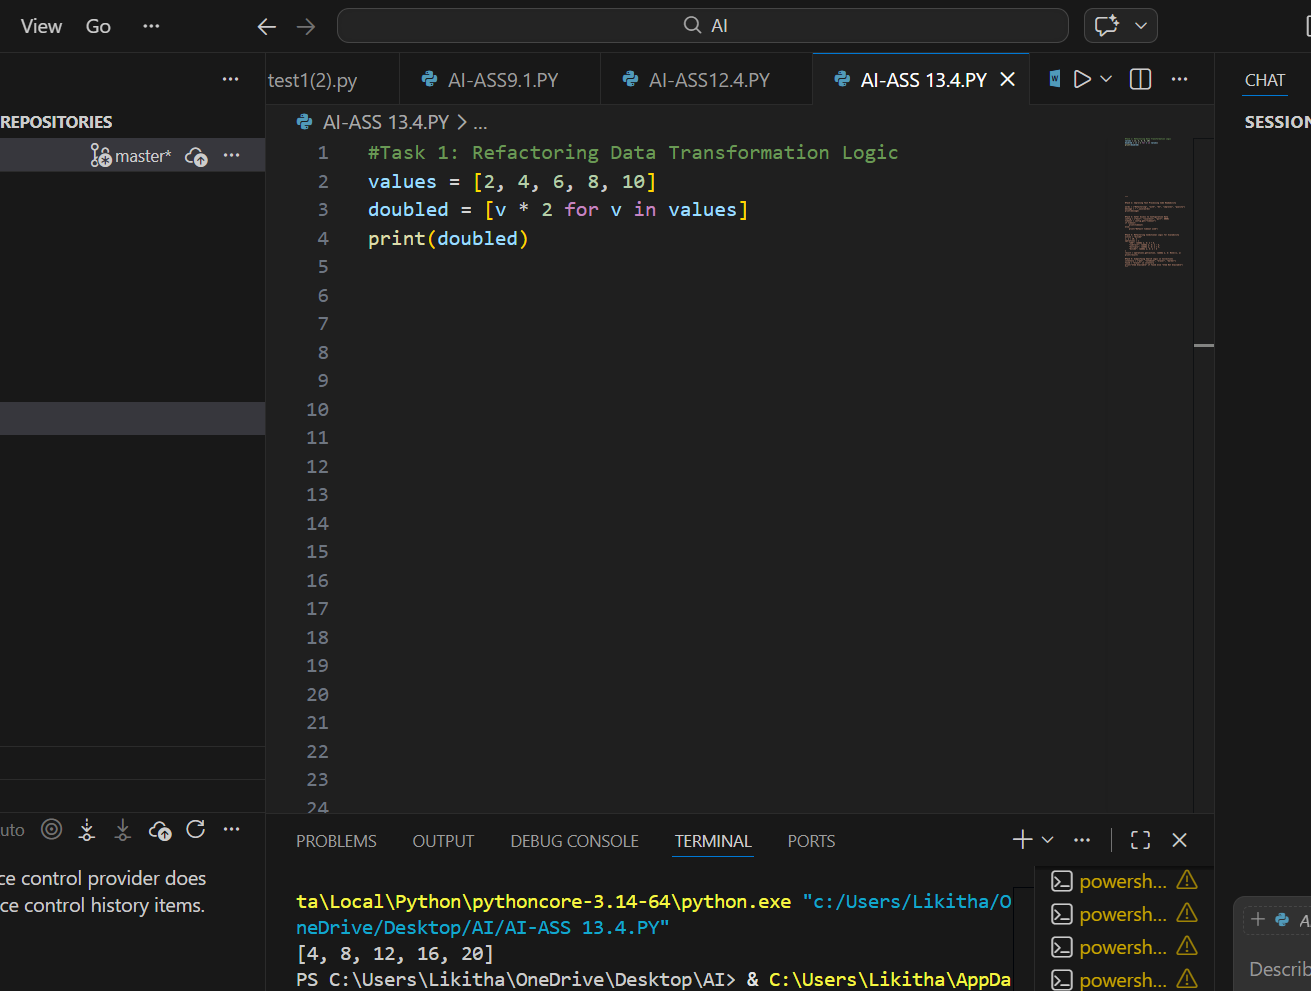 View Go ... AI
test1(2).py AI-ASS9.1.PY AI-ASS12.4.PY AI-ASS 13.4.PY CHAT
REPOSITORIES
master*
SESSION
AI-ASS 13.4.PY > ...
1 #Task 1: Refactoring Data Transformation Logic
2 values = [2, 4, 6, 8, 10]
3 doubled = [v * 2 for v in values]
4 print(doubled)
5
6
7
8
9
10
11
12
13
14
15
16
17
18
19
20
21
22
23
24
uto
ce control provider does
ce control history items.
PROBLEMS OUTPUT DEBUG CONSOLE TERMINAL PORTS
ta\Local\Python\pythoncore-3.14-64\python.exe "c:/Users/Likitha/O
neDrive/Desktop/AI/AI-ASS 13.4.PY"
[4, 8, 12, 16, 20]
PS C:\Users\Likitha\OneDrive\Desktop\AI> & C:\Users\Likitha\AppDa
powersh...
powersh...
powersh...
powersh...
A
Describ